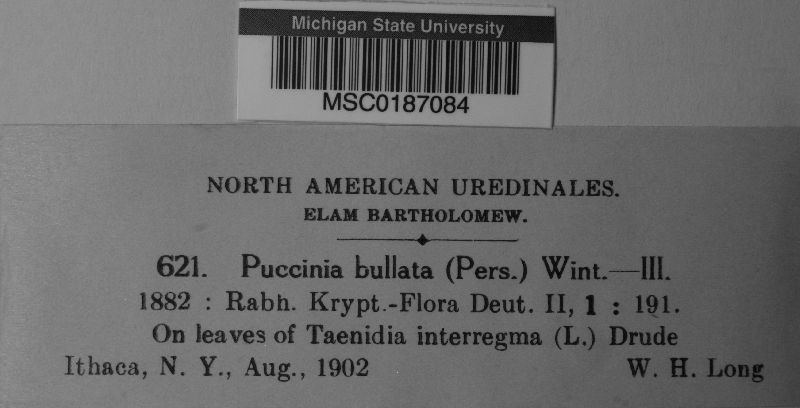 Michigan State University
MSC0187084
NORTH AMERICAN UREDINALES.
ELAM BARTHOLOMEW.
621. Puccinia bullata (Pers.) Wint.—III.
1882 : Rabh. Krypt.-Flora Deut. II, 1 : 191.
On leaves of Taenidia interregma (L.) Drude
Ithaca, N. Y., Aug., 1902 W. H. Long